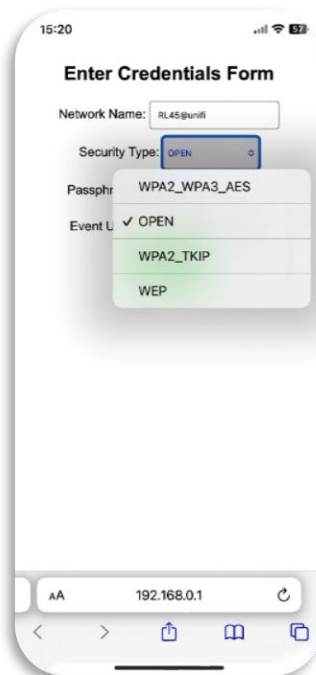 15:20 57
Enter Credentials Form
Network Name: RL45@unifi
Security Type: OPEN
Passphr WPA2_WPA3_AES
Event U ✓ OPEN
WPA2_TKIP
WEP
AA 192.168.0.1